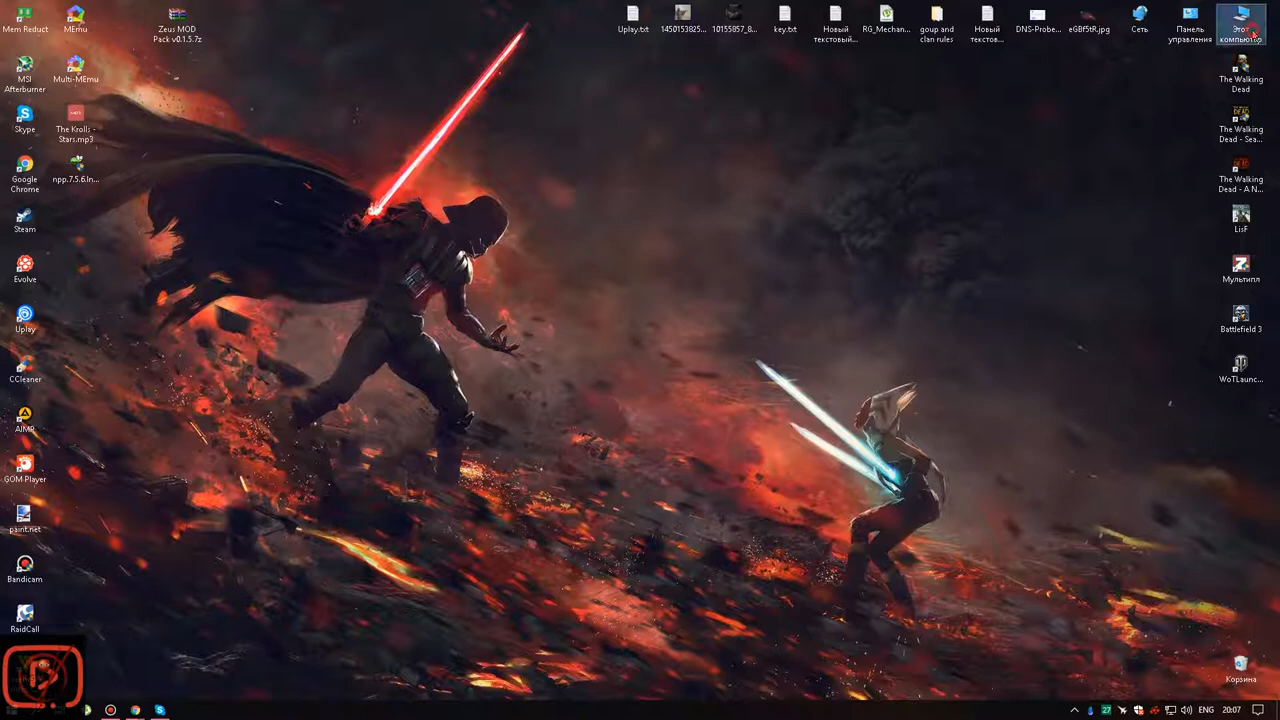 Mem Reduct
MEmu
Zeus MOD
Pack v0.1.5.7z
Uplay.txt
1450153825...
10155857_8...
key.txt
Новый
текстовый...
RG_Mechan...
goup and
clan rules
Новый
текстов...
DNS-Probe...
eGBf5tR.jpg
Сеть
Панель
управления
Этот
компьютер
MSI
Afterburner
Multi-MEmu
The Walking
Dead
Skype
The Krolls -
Stars.mp3
The Walking
Dead - Sea...
Google
Chrome
npp.7.5.6.In...
The Walking
Dead - A N...
Steam
LisF
Evolve
Мультипл
Uplay
Battlefield 3
CCleaner
WoTLaunc...
AIMP
GOM Player
paint.net
Bandicam
RaidCall
Корзина
27
ENG
20:07